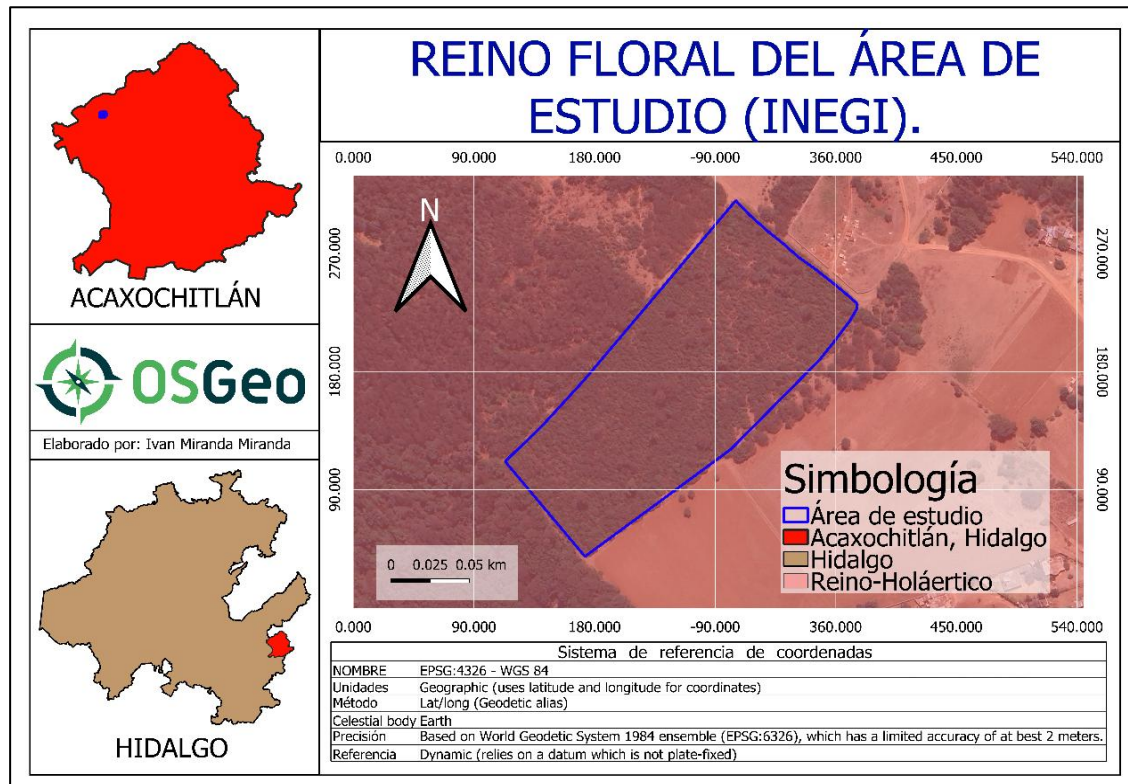 REINO FLORAL DEL ÁREA DE
ESTUDIO (INEGI).
ACAXOCHITLÁN
OSGeo
Elaborado por: Ivan Miranda Miranda
HIDALGO
0.000 90.000 180.000 -90.000 360.000 450.000 540.000
270.000
180.000
90.000
N
270.000
180.000
90.000
0 0.025 0.05 km
Simbología
Área de estudio
Acaxochitlán, Hidalgo
Hidalgo
Reino-Holáertico
0.000 90.000 180.000 -90.000 360.000 450.000 540.000
Sistema de referencia de coordenadas
NOMBRE EPSG:4326 - WGS 84
Unidades Geographic (uses latitude and longitude for coordinates)
Método Lat/long (Geodetic alias)
Celestial body Earth
Precisión Based on World Geodetic System 1984 ensemble (EPSG:6326), which has a limited accuracy of at best 2 meters.
Referencia Dynamic (relies on a datum which is not plate-fixed)